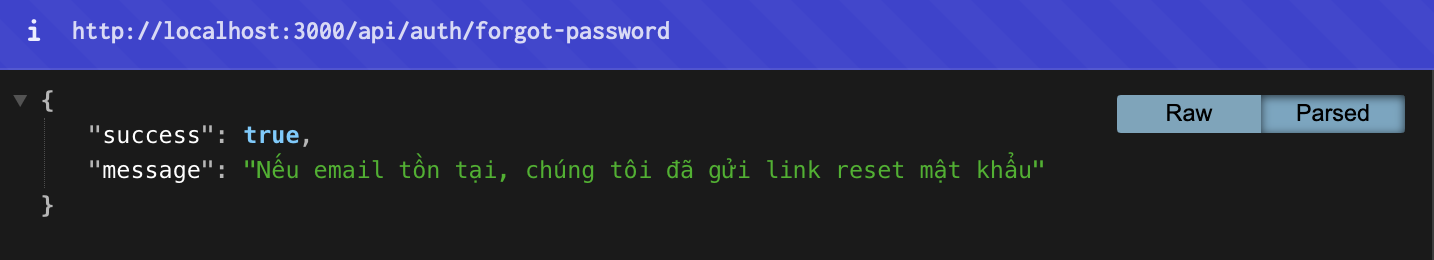 i http://localhost:3000/api/auth/forgot-password
{
Raw Parsed
"success": true,
"message": "Nếu email tồn tại, chúng tôi đã gửi link reset mật khẩu"
}